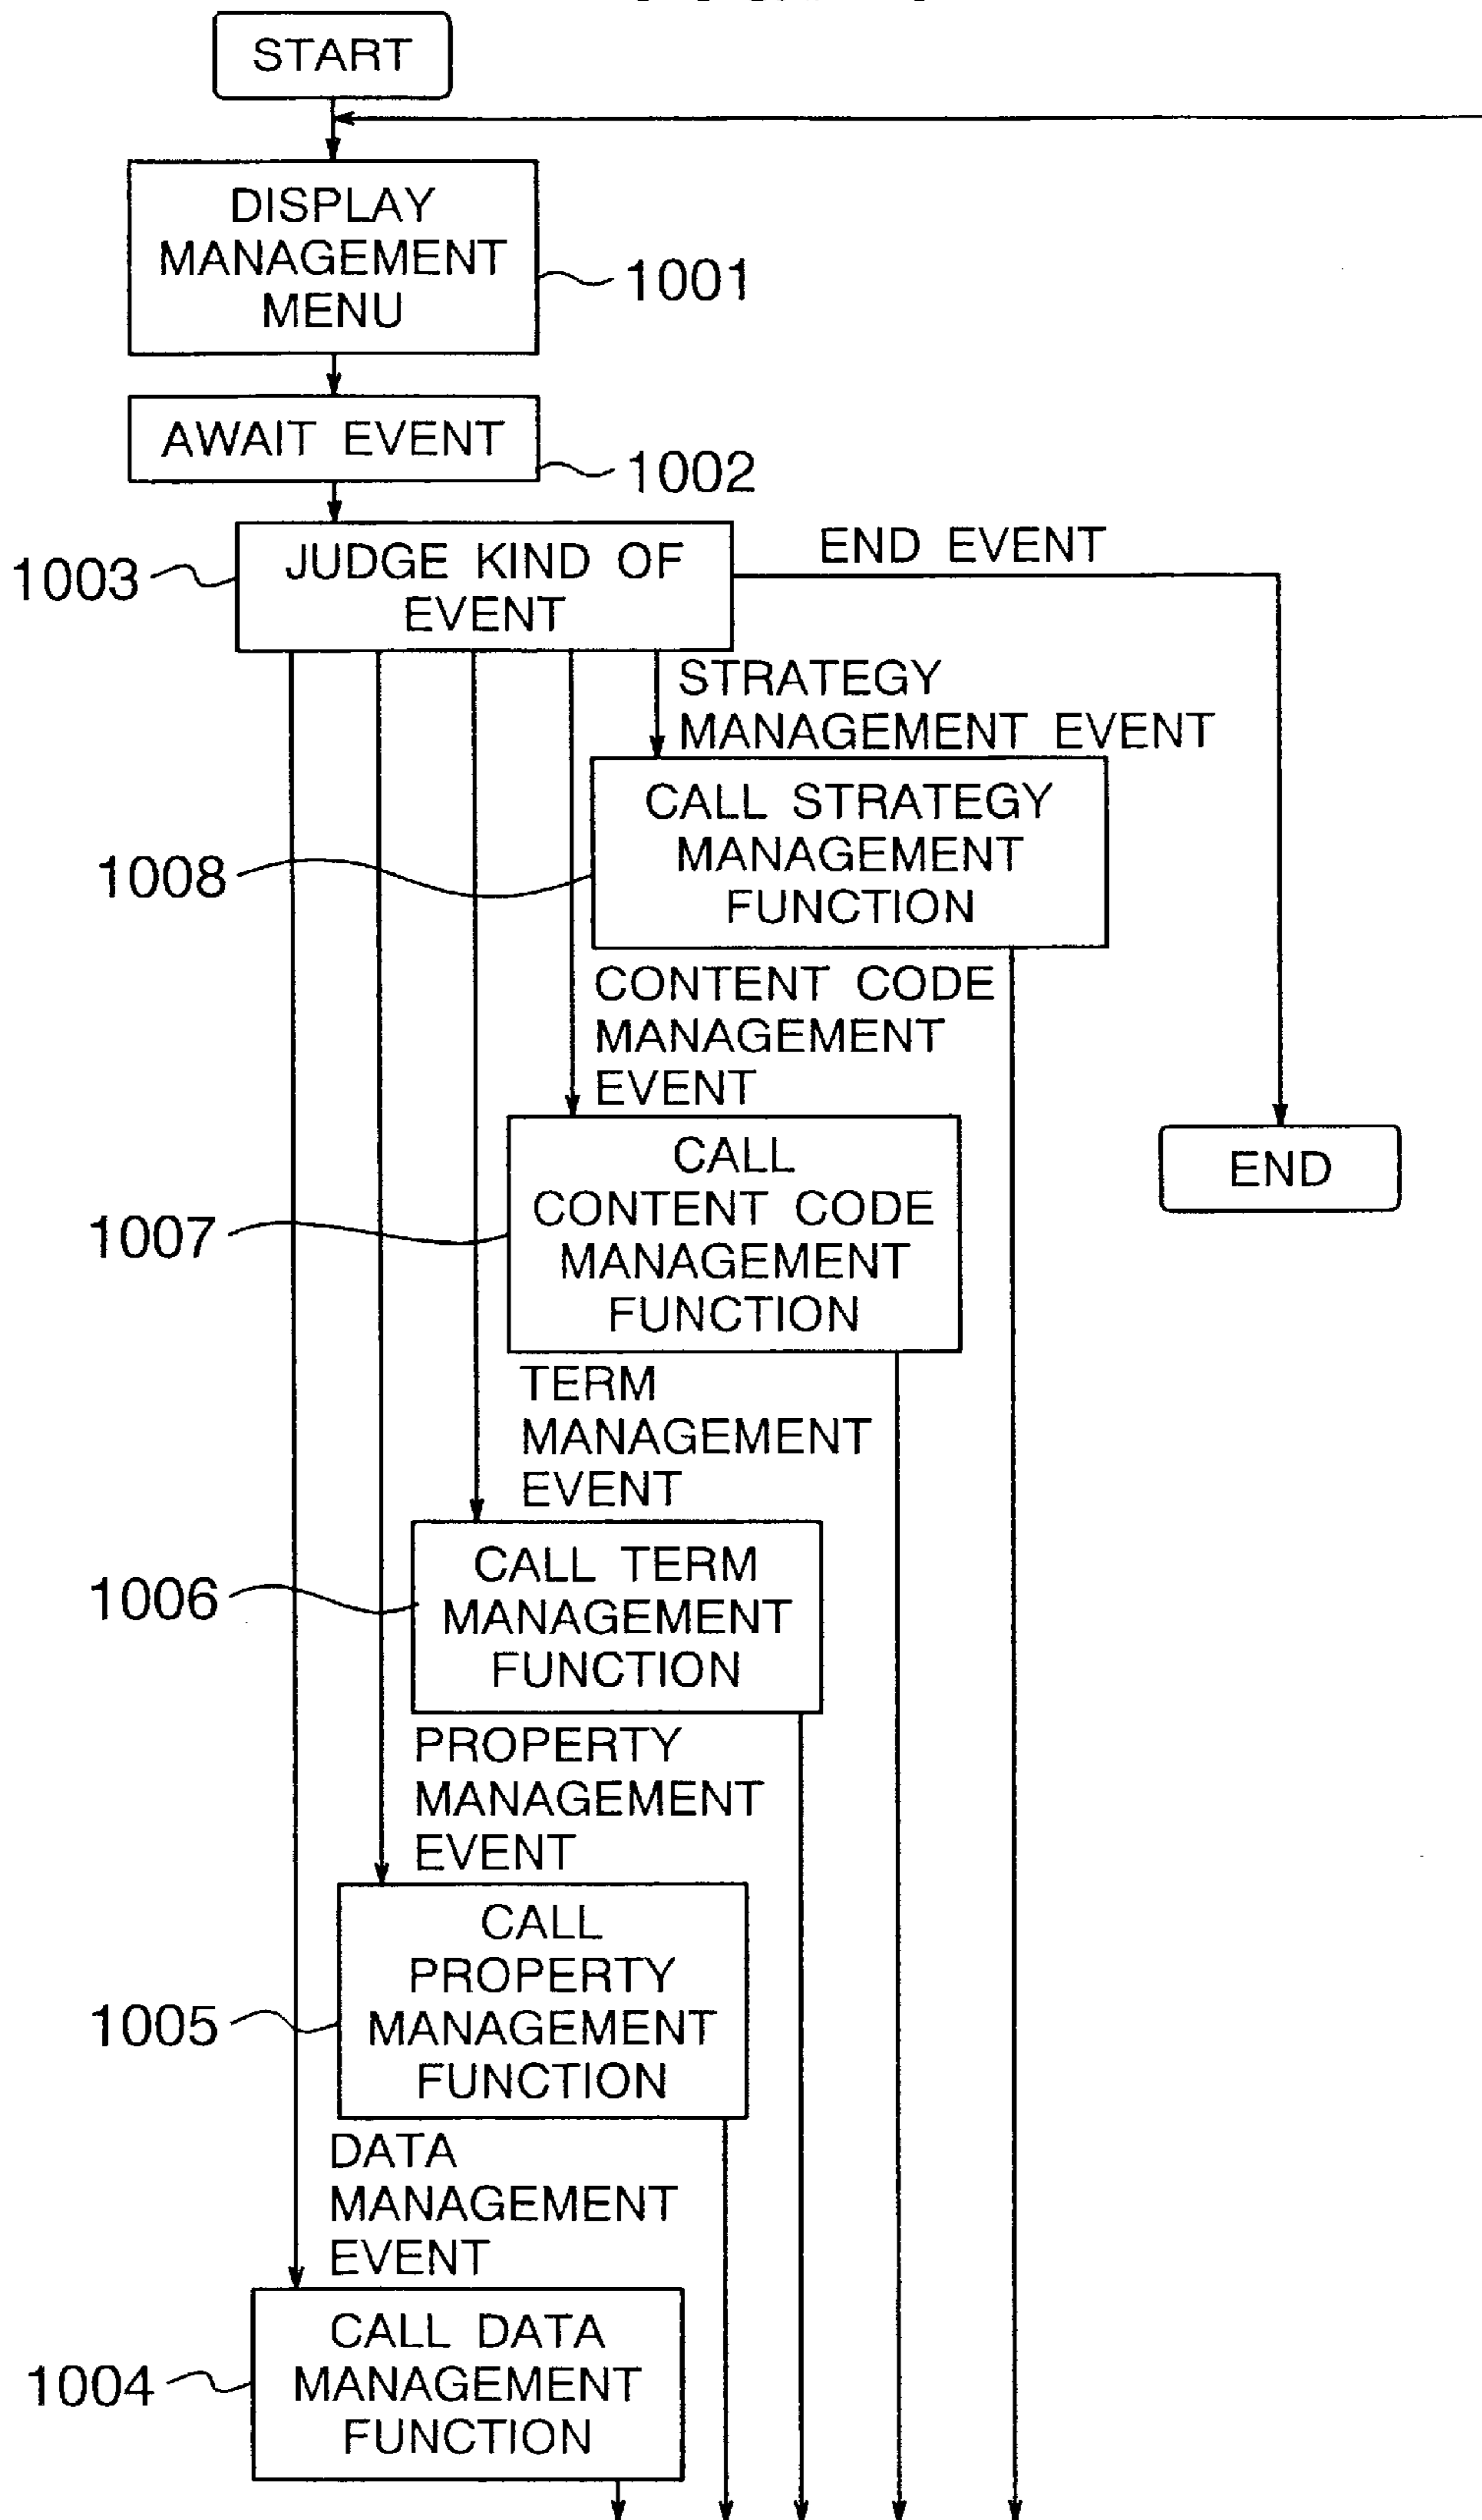 START
DISPLAY
MANAGEMENT
MENU
1001
AWAIT EVENT
1002
1003
JUDGE KIND OF
EVENT
END EVENT
STRATEGY
MANAGEMENT EVENT
CALL STRATEGY
MANAGEMENT
FUNCTION
1008
CONTENT CODE
MANAGEMENT
EVENT
CALL
CONTENT CODE
MANAGEMENT
FUNCTION
1007
END
TERM
MANAGEMENT
EVENT
CALL TERM
MANAGEMENT
FUNCTION
1006
PROPERTY
MANAGEMENT
EVENT
CALL
PROPERTY
MANAGEMENT
FUNCTION
1005
DATA
MANAGEMENT
EVENT
CALL DATA
MANAGEMENT
FUNCTION
1004